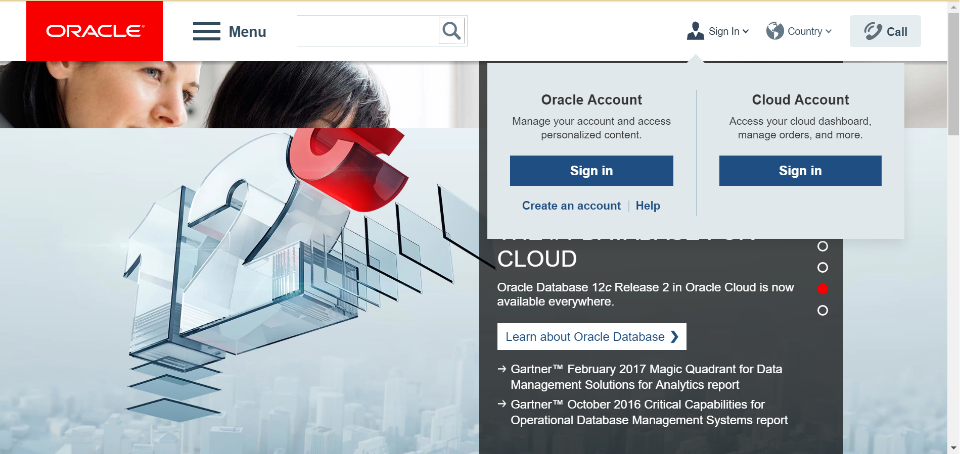 ORACLE
Menu
Sign In
Country
Call
Oracle Account
Manage your account and access
personalized content.
Sign in
Create an account | Help
Cloud Account
Access your cloud dashboard,
manage orders, and more.
Sign in
CLOUD
Oracle Database 12c Release 2 in Oracle Cloud is now
available everywhere.
Learn about Oracle Database ❯
→ Gartner™ February 2017 Magic Quadrant for Data
Management Solutions for Analytics report
→ Gartner™ October 2016 Critical Capabilities for
Operational Database Management Systems report
12c